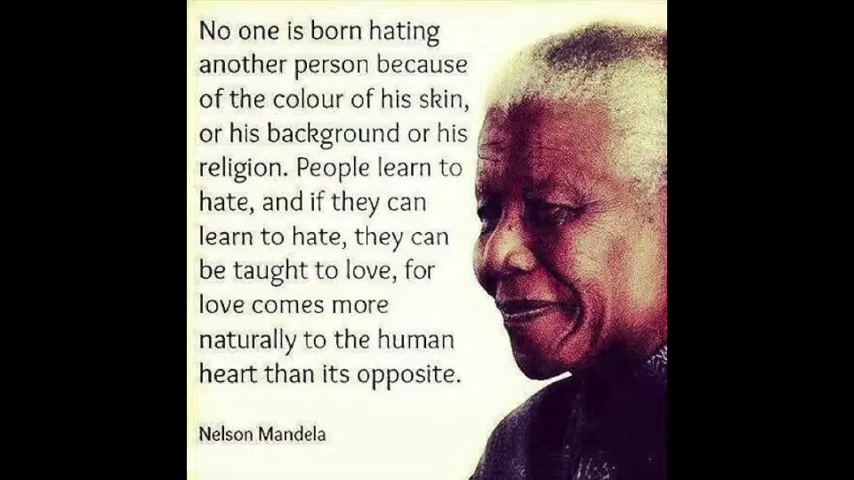 No one is born hating
another person because
of the colour of his skin,
or his background or his
religion. People learn to
hate, and if they can
learn to hate, they can
be taught to love, for
love comes more
naturally to the human
heart than its opposite.
Nelson Mandela